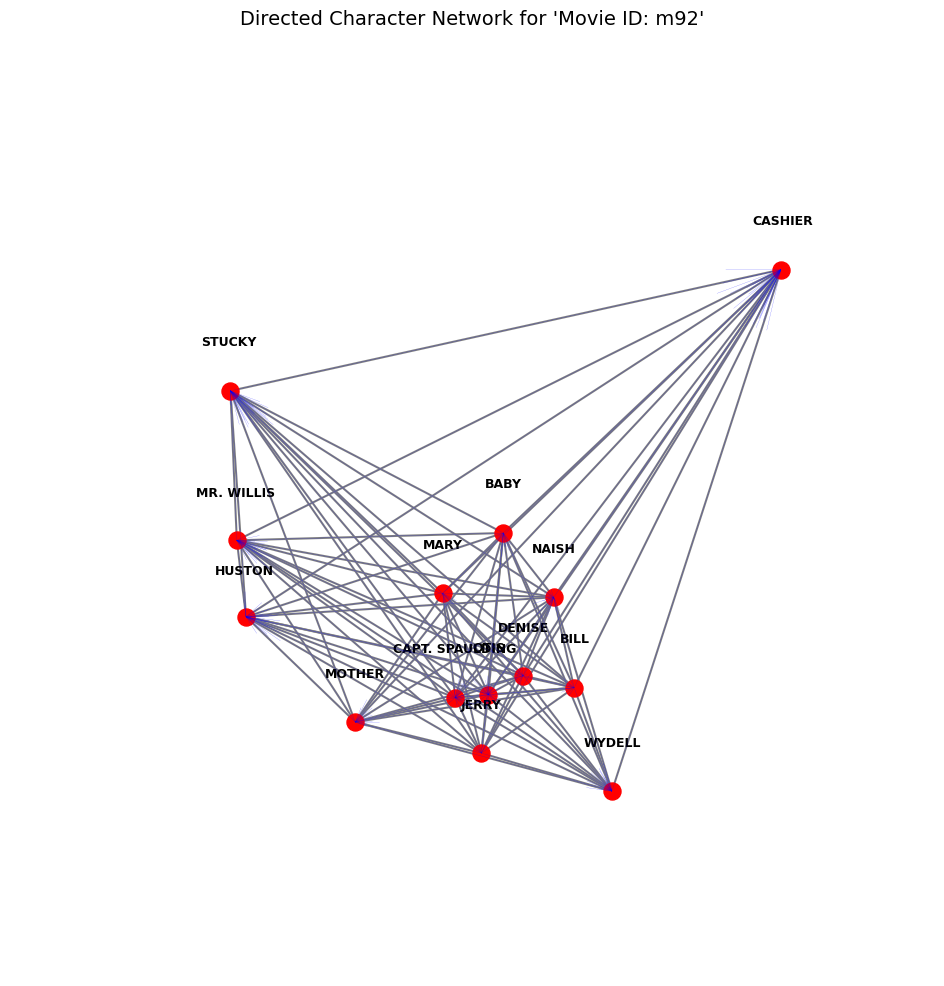 Directed Character Network for 'Movie ID: m92'
CASHIER
STUCKY
BABY
MR. WILLIS
MARY
NAISH
HUSTON
DENISE
BILL
CAPT. SPAULDING
MOTHER
JERRY
WYDELL